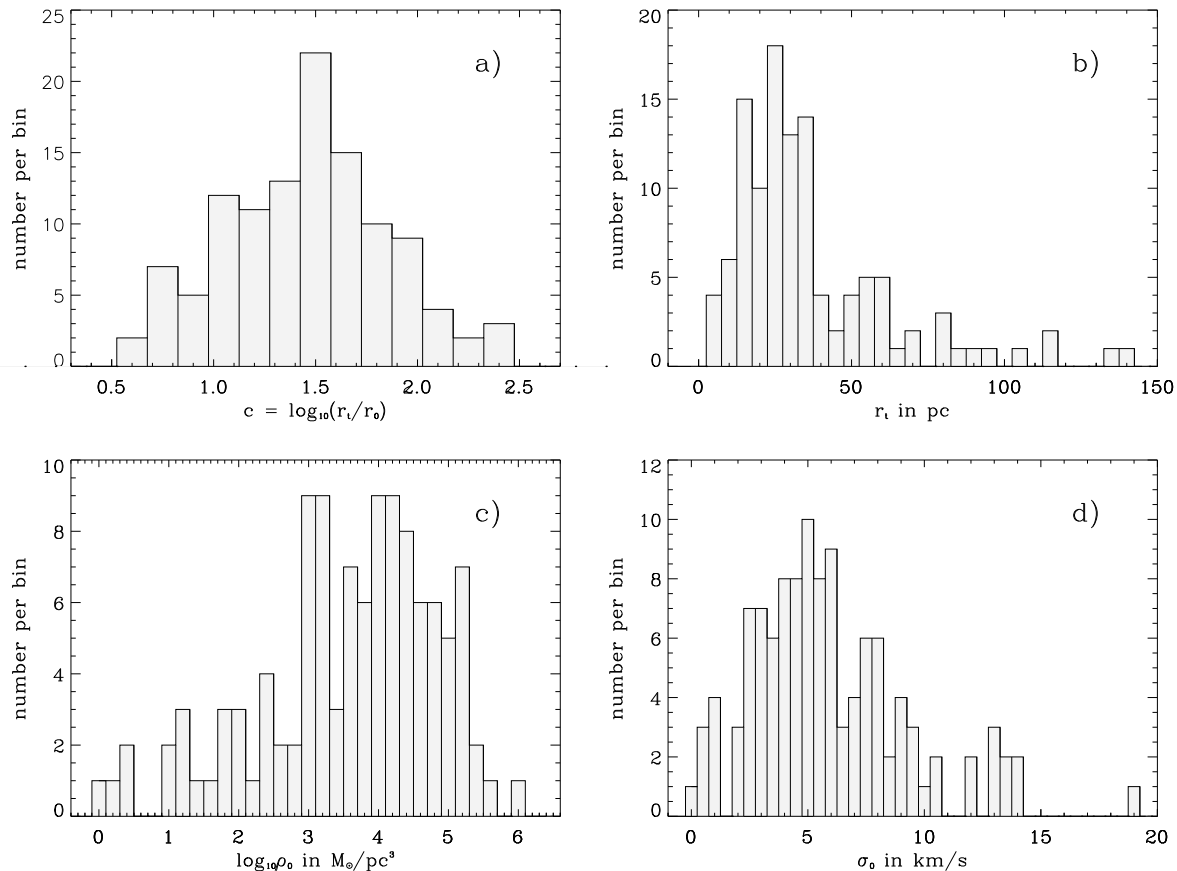 25
20
15
10
5
0
number per bin
a)
0.5 1.0 1.5 2.0 2.5
c = log₁₀(rₜ/r₀)
20
15
10
5
0
number per bin
b)
0 50 100 150
rₜ in pc
10
8
6
4
2
0
number per bin
c)
0 1 2 3 4 5 6
log₁₀ρ₀ in M☉/pc³
12
10
8
6
4
2
0
number per bin
d)
0 5 10 15 20
σ₀ in km/s